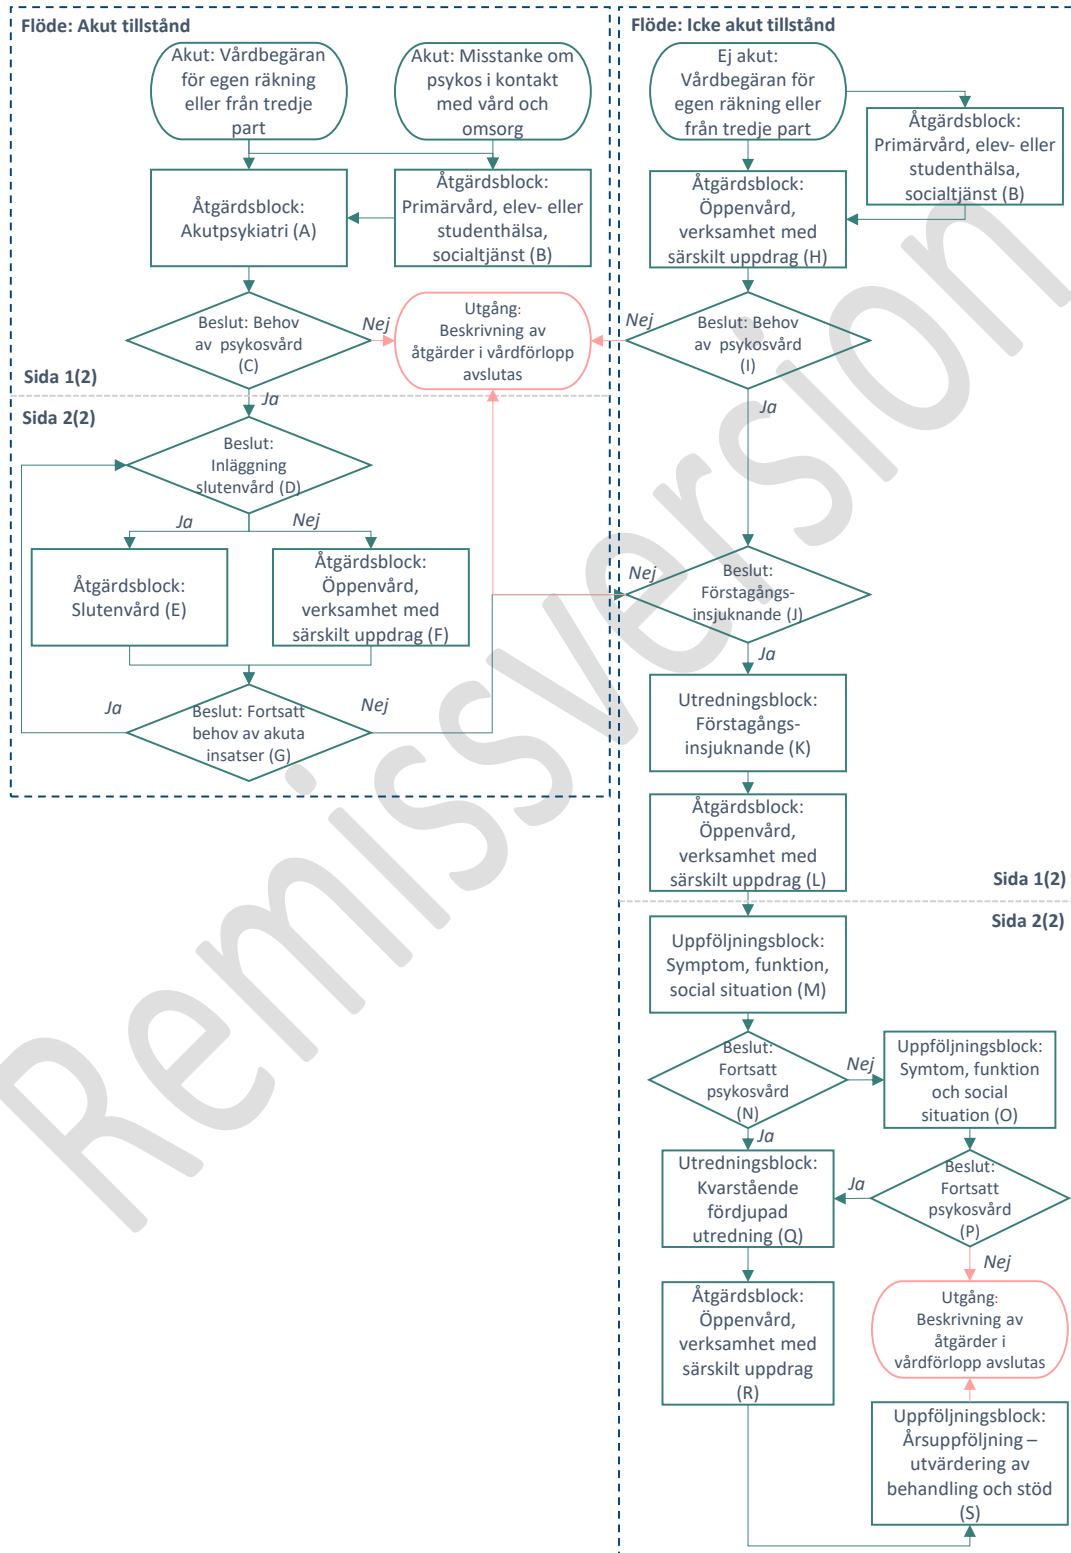 Flöde: Akut tillstånd
Akut: Vårdbegäran
för egen räkning
eller från tredje
part
Akut: Misstanke om
psykos i kontakt
med vård och
omsorg
Åtgärdsblock:
Akutpsykiatri (A)
Åtgärdsblock:
Primärvård, elev- eller
studenthälsa,
socialtjänst (B)
Beslut: Behov
av psykosvård
(C)
Nej
Utgång:
Beskrivning av
åtgärder i vårdförlopp
avslutas
Sida 1(2)
Ja
Sida 2(2)
Beslut:
Inläggning
slutenvård (D)
Ja
Nej
Åtgärdsblock:
Slutenvård (E)
Åtgärdsblock:
Öppenvård,
verksamhet med
särskilt uppdrag (F)
Ja
Beslut: Fortsatt
behov av akuta
insatser (G)
Nej
Flöde: Icke akut tillstånd
Ej akut:
Vårdbegäran för
egen räkning eller
från tredje part
Åtgärdsblock:
Primärvård, elev- eller
studenthälsa,
socialtjänst (B)
Åtgärdsblock:
Öppenvård,
verksamhet med
särskilt uppdrag (H)
Nej
Beslut: Behov
av psykosvård
(I)
Ja
Nej
Beslut:
Förstagångs-
insjuknande (J)
Ja
Utredningsblock:
Förstagångs-
insjuknande (K)
Åtgärdsblock:
Öppenvård,
verksamhet med
särskilt uppdrag (L)
Sida 1(2)
Sida 2(2)
Uppföljningsblock:
Symptom, funktion,
social situation (M)
Beslut:
Fortsatt
psykosvård
(N)
Nej
Uppföljningsblock:
Symtom, funktion
och social
situation (O)
Ja
Utredningsblock:
Kvarstående
fördjupad
utredning (Q)
Ja
Beslut:
Fortsatt
psykosvård
(P)
Nej
Åtgärdsblock:
Öppenvård,
verksamhet med
särskilt uppdrag
(R)
Utgång:
Beskrivning av
åtgärder i
vårdförlopp avslutas
Uppföljningsblock:
Årsuppföljning –
utvärdering av
behandling och stöd
(S)
Remissversion